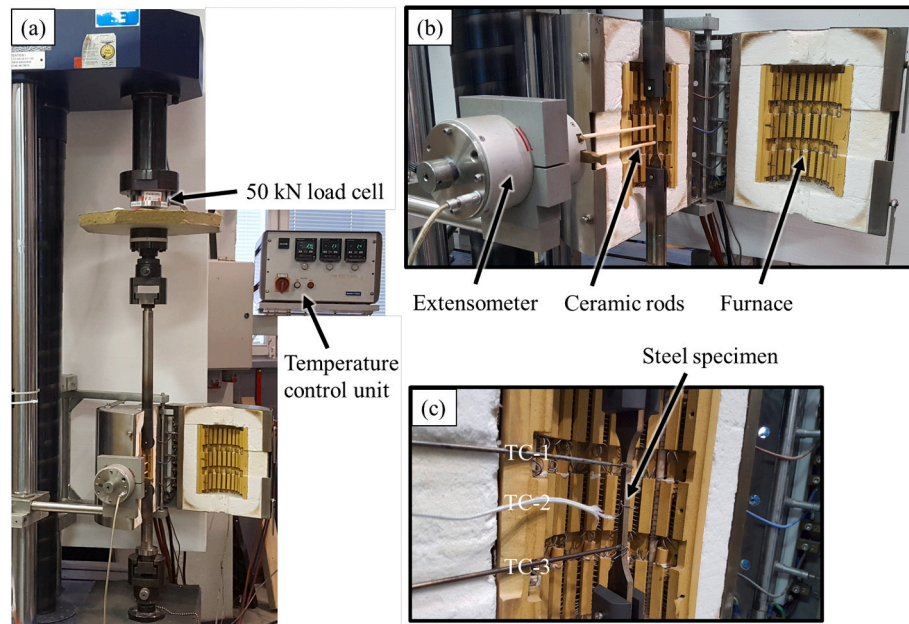 (a)
50 kN load cell
Temperature
control unit
(b)
Extensometer
Ceramic rods
Furnace
Steel specimen
(c)
TC-1
TC-2
TC-3